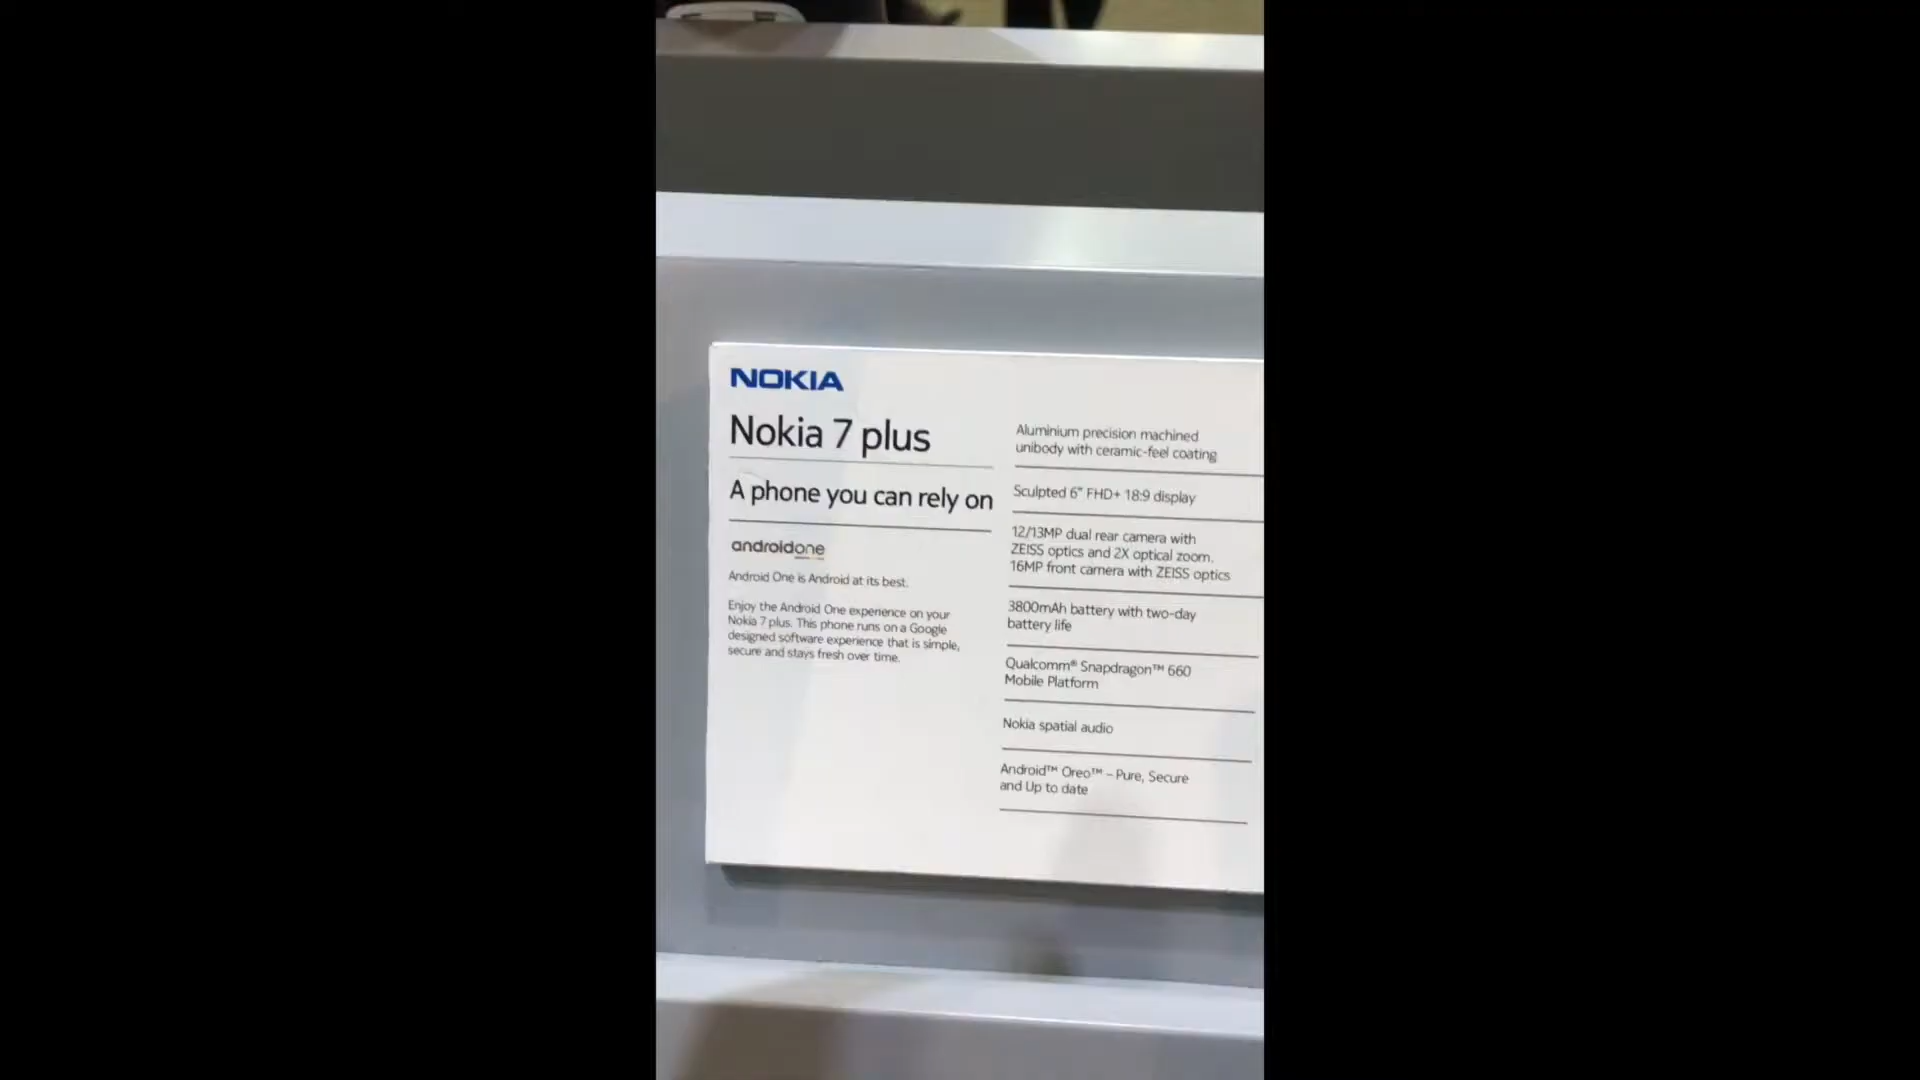 NOKIA
Nokia 7 plus
A phone you can rely on
androidone
Android One is Android at its best.
Enjoy the Android One experience on your
Nokia 7 plus. This phone runs on a Google
designed software experience that is simple,
secure and stays fresh over time.
Aluminium precision machined
unibody with ceramic-feel coating
Sculpted 6" FHD+ 18:9 display
12/13MP dual rear camera with
ZEISS optics and 2X optical zoom.
16MP front camera with ZEISS optics
3800mAh battery with two-day
battery life
Qualcomm® Snapdragon™ 660
Mobile Platform
Nokia spatial audio
Android™ Oreo™ – Pure, Secure
and Up to date